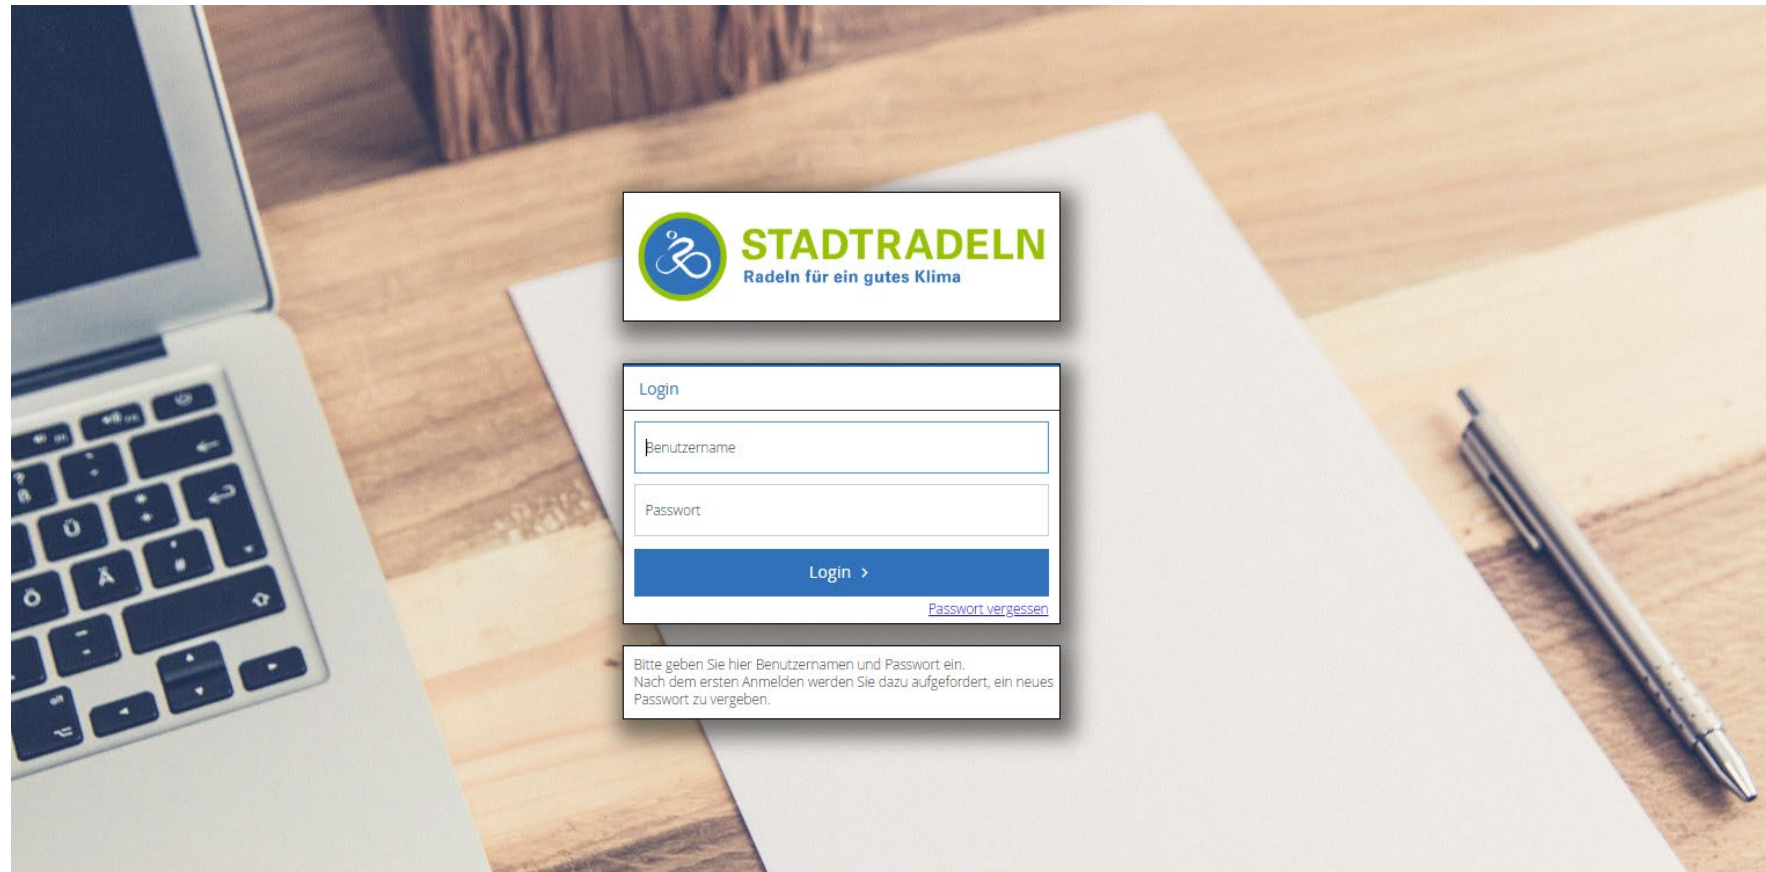 STADTRADELN
Radeln für ein gutes Klima
Login
Benutzername
Passwort
Login >
Passwort vergessen
Bitte geben Sie hier Benutzernamen und Passwort ein.
Nach dem ersten Anmelden werden Sie dazu aufgefordert, ein neues
Passwort zu vergeben.